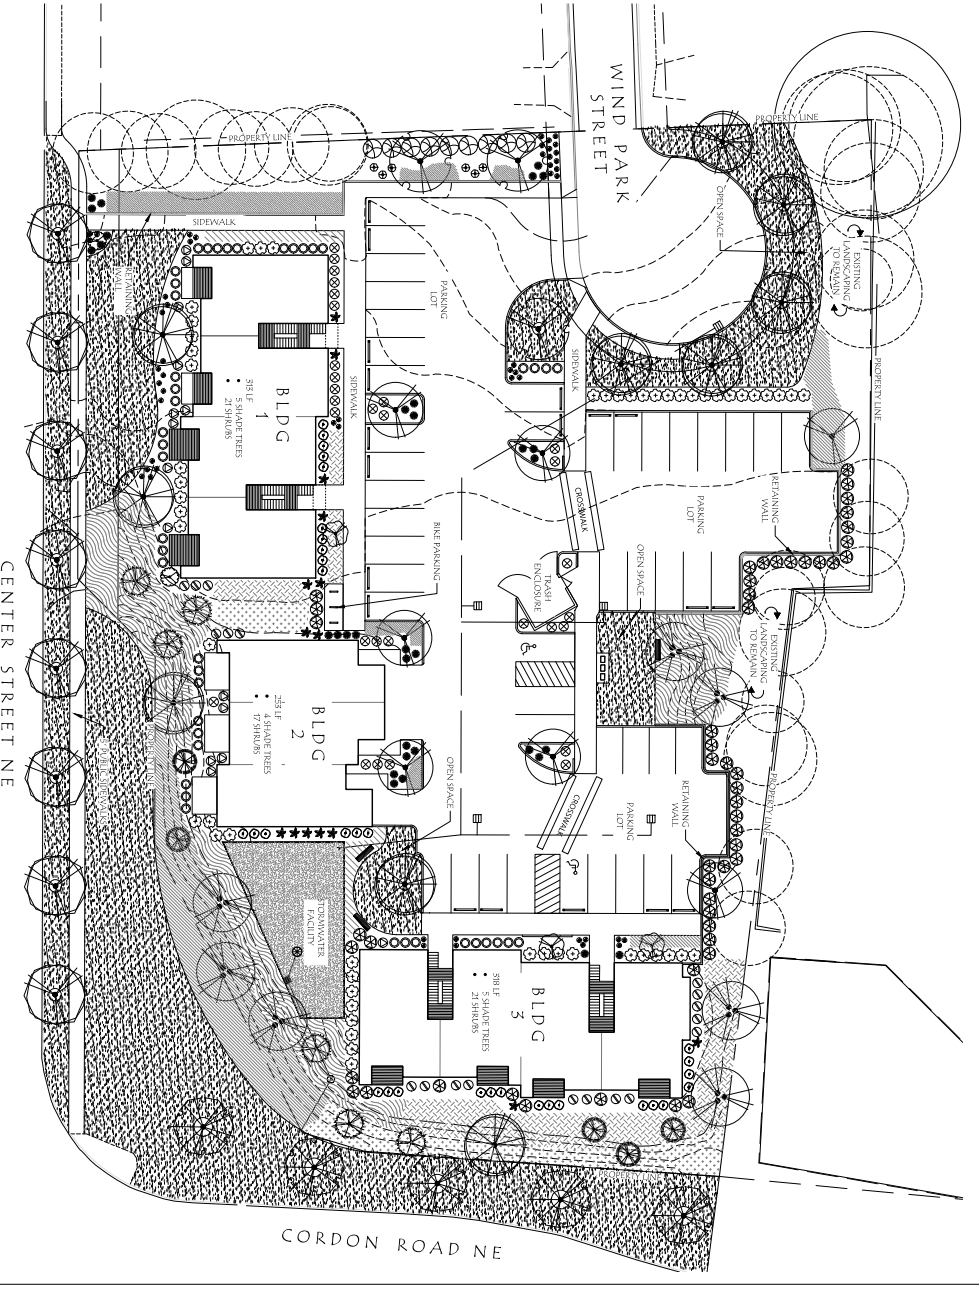 WIND PARK
STREET
PROPERTY LINE
PROPERTY LINE
SIDEWALK
OPEN SPACE
EXISTING
LANDSCAPING
TO REMAIN
RETAINING
WALL
PARKING
LOT
PROPERTY LINE
SIDEWALK
SIDEWALK
BLDG
1
313 LF
5 SHADE TREES
21 SHRUBS
CROSSWALK
PARKING
LOT
RETAINING
WALL
BIKE PARKING
TRASH
ENCLOSURE
OPEN SPACE
EXISTING
LANDSCAPING
TO REMAIN
CENTER STREET NE
BLDG
2
253 LF
4 SHADE TREES
17 SHRUBS
PROPERTY LINE
PUBLIC SIDEWALK
OPEN SPACE
CROSSWALK
PARKING
LOT
RETAINING
WALL
PROPERTY LINE
STORMWATER
FACILITY
BLDG
3
318 LF
5 SHADE TREES
21 SHRUBS
CORDON ROAD NE